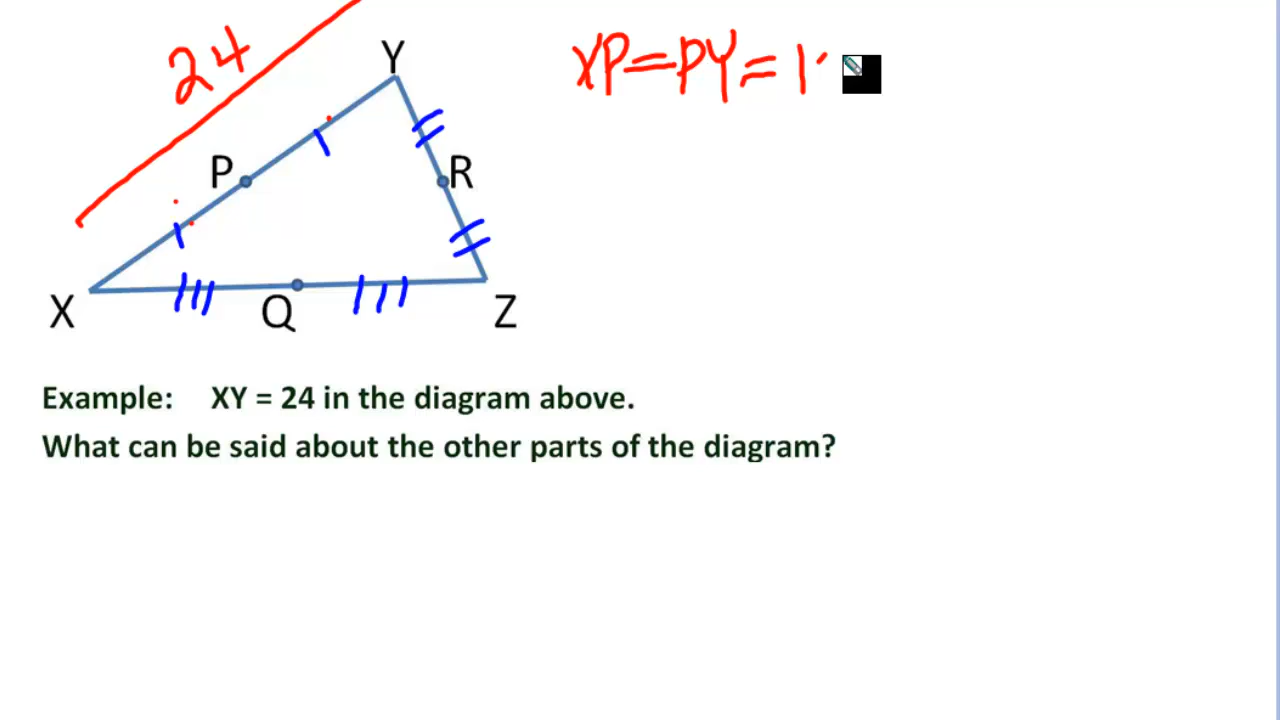 24
Y
XP=PY=1
P
R
X
Q
Z
Example: XY = 24 in the diagram above.
What can be said about the other parts of the diagram?